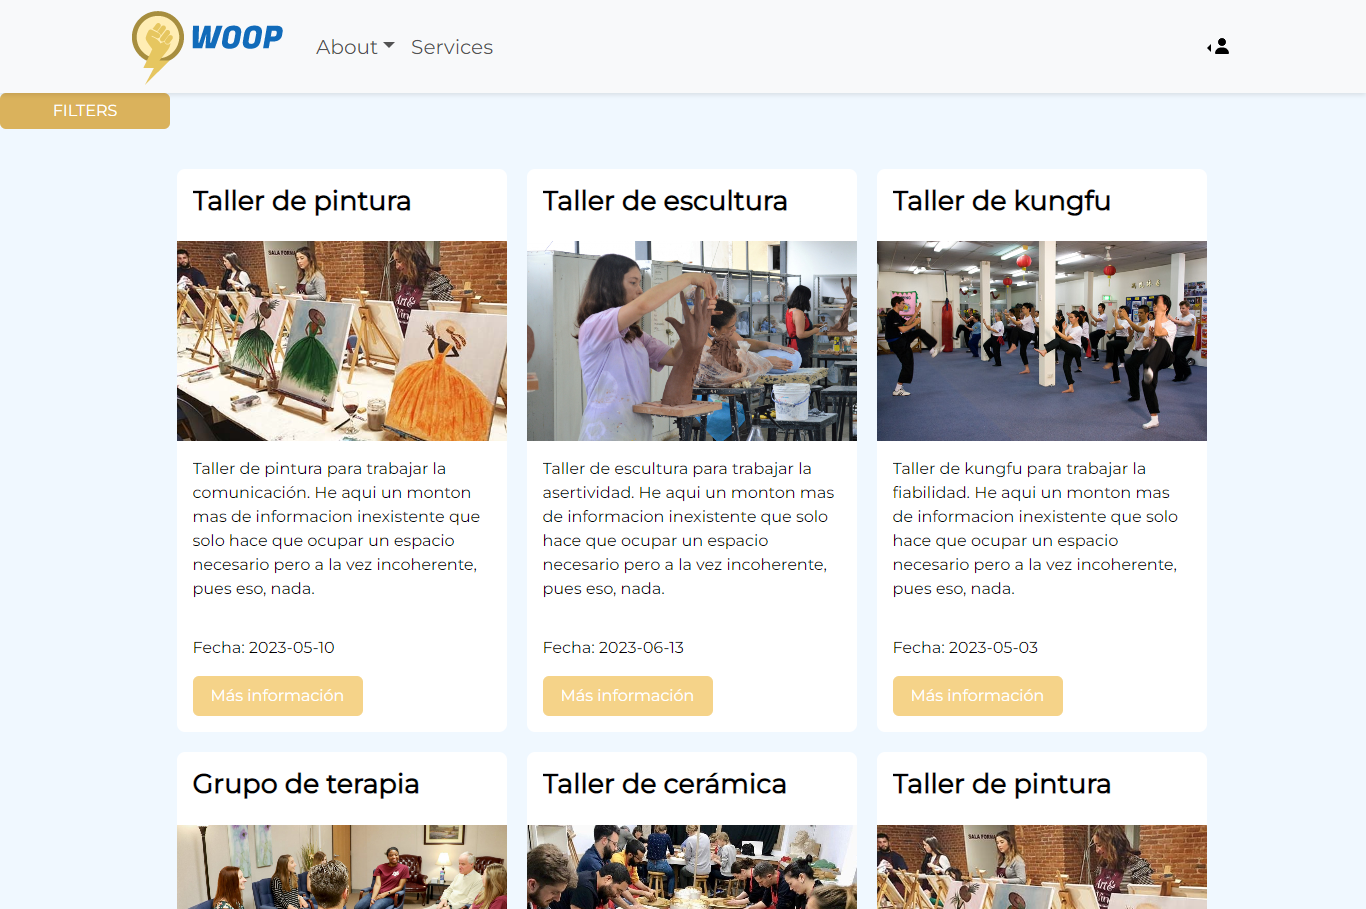 WOOP
About
Services
FILTERS
Taller de pintura
Taller de escultura
Taller de kungfu
SALA FORMA
Art &
Taller de pintura para trabajar la
comunicación. He aqui un monton
mas de informacion inexistente que
solo hace que ocupar un espacio
necesario pero a la vez incoherente,
pues eso, nada.
Fecha: 2023-05-10
Más información
Taller de escultura para trabajar la
asertividad. He aqui un monton mas
de informacion inexistente que solo
hace que ocupar un espacio
necesario pero a la vez incoherente,
pues eso, nada.
Fecha: 2023-06-13
Más información
Taller de kungfu para trabajar la
fiabilidad. He aqui un monton mas
de informacion inexistente que solo
hace que ocupar un espacio
necesario pero a la vez incoherente,
pues eso, nada.
Fecha: 2023-05-03
Más información
Grupo de terapia
Taller de cerámica
Taller de pintura
SALA FORMA
Art &